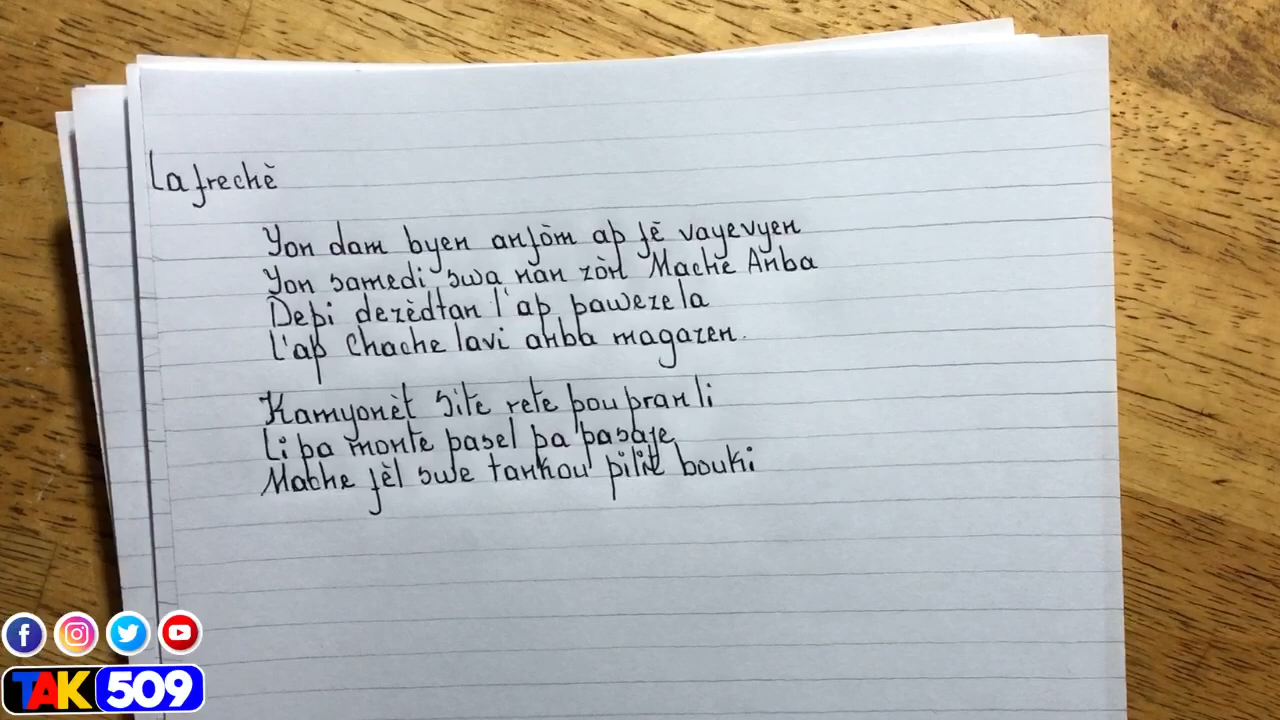 Lafrechè
Yon dam byen anfòm ap fè vayevyen
Yon samedi swa nan zòn Mache Anba
Depi dezèdtan l'ap paweze la
L'ap Chache lavi anba magazen.
Kamyonèt Site rete pou pran li
Li pa monte pasel pa pasaje
Mache fèl swe tankou pilit bouki
TAK 509